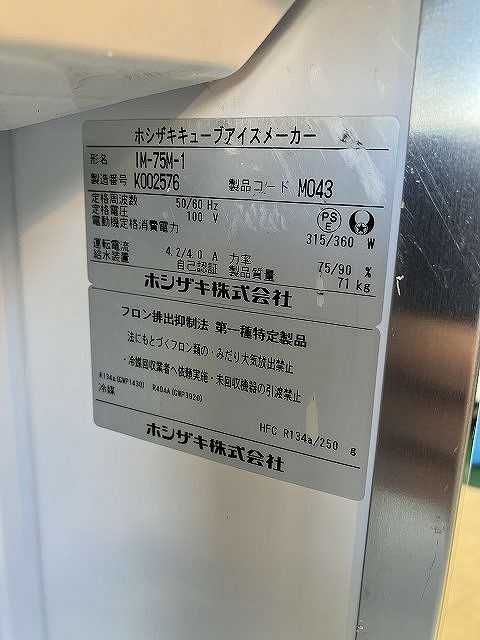 ホシザキキューブアイスメーカー
形名 IM-75M-1
製造番号 K002576 製品コード M043
定格周波数 50/60 Hz
定格電圧 100 V
電動機定格消費電力 315/360 W
PS E
運転電流 4.2/4.0 A 力率 75/90 %
給水装置 自己認証 製品質量 71 kg
ホシザキ株式会社
フロン排出抑制法 第一種特定製品
法にもとづくフロン類の・みだり大気放出禁止
・冷媒回収業者へ依頼実施・未回収機器の引渡禁止
R134a(GWP1430) R404A(GWP3920)
冷媒 HFC R134a/250 g
ホシザキ株式会社